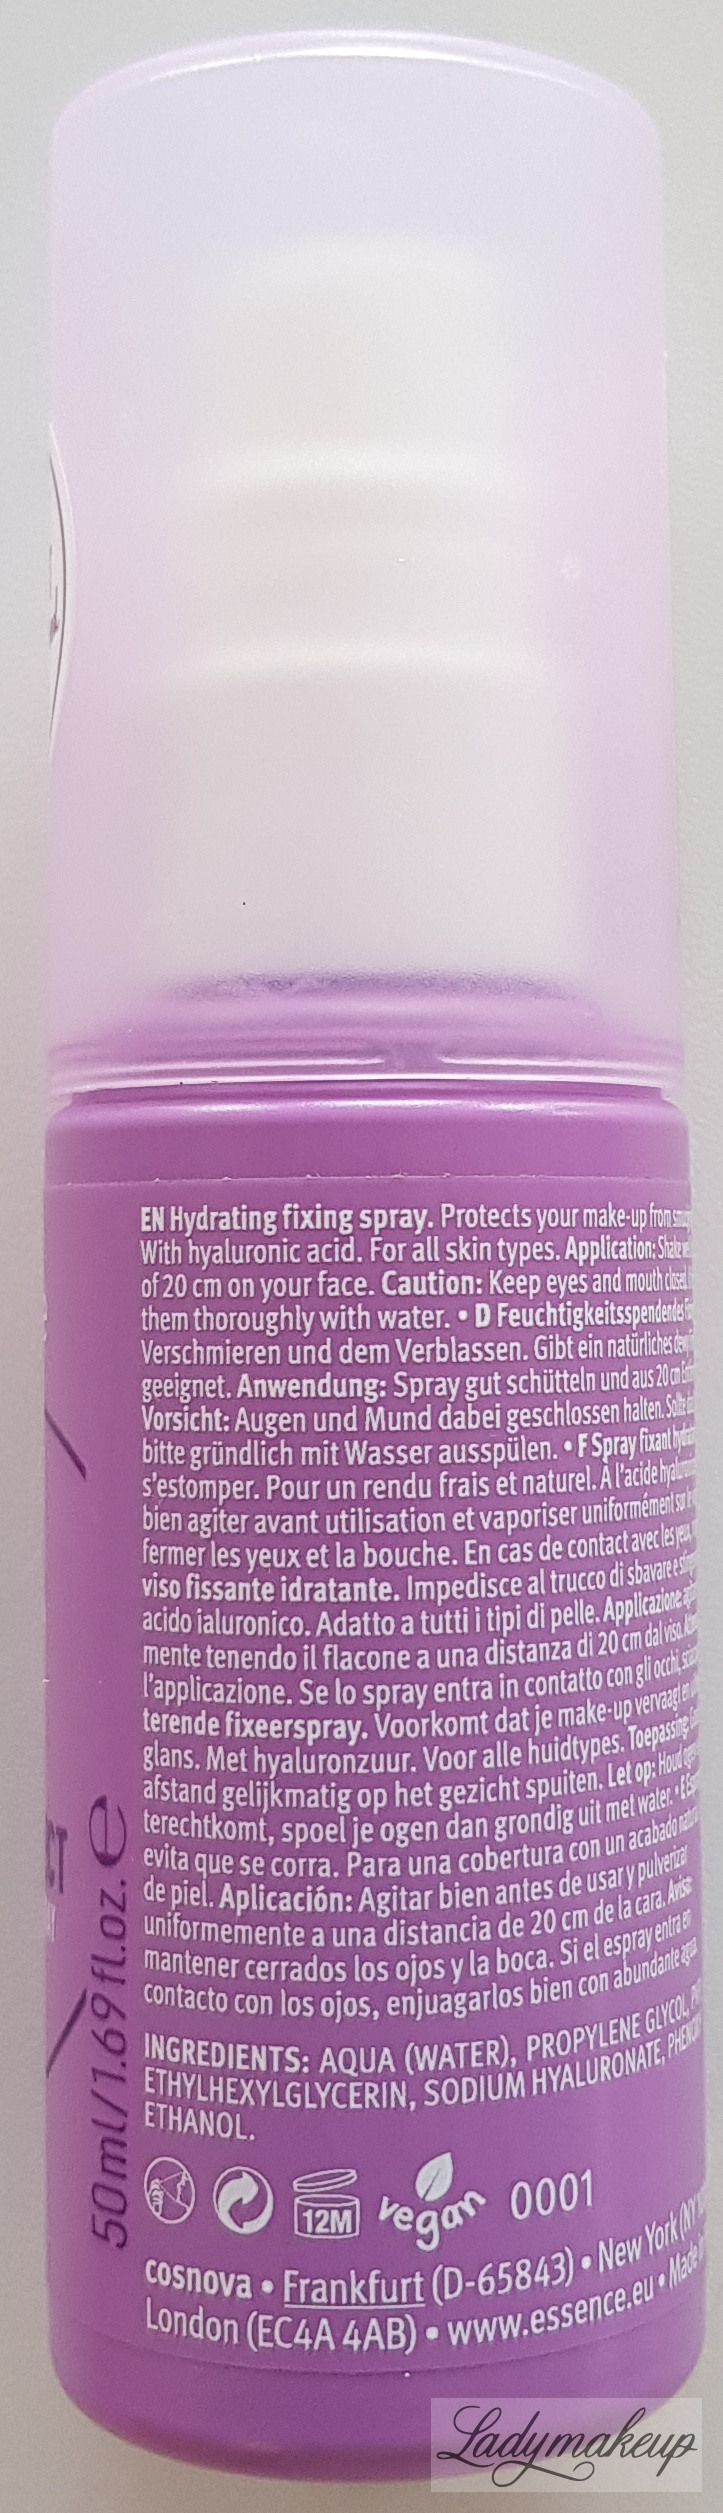 EN Hydrating fixing spray. Protects your make-up from
With hyaluronic acid. For all skin types. Application: Shake
of 20 cm on your face. Caution: Keep eyes and mouth closed.
them thoroughly with water. • D Feuchtigkeitsspendendes
Verschmieren und dem Verblassen. Gibt ein natürliches dewy
geeignet. Anwendung: Spray gut schütteln und aus 20 cm
Vorsicht: Augen und Mund dabei geschlossen halten. Sollte
bitte gründlich mit Wasser ausspülen. • F Spray fixant
s'estomper. Pour un rendu frais et naturel. À l'acide
bien agiter avant utilisation et vaporiser uniformément sur le
fermer les yeux et la bouche. En cas de contact avec les yeux,
viso fissante idratante. Impedisce al trucco di sbavare e
acido ialuronico. Adatto a tutti i tipi di pelle. Applicazione:
mente tenendo il flacone a una distanza di 20 cm dal viso.
l'applicazione. Se lo spray entra in contatto con gli occhi,
terende fixeerspray. Voorkomt dat je make-up vervaagt en
glans. Met hyaluronzuur. Voor alle huidtypes. Toepassing:
afstand gelijkmatig op het gezicht spuiten. Let op: Houd
terechtkomt, spoel je ogen dan grondig uit met water. • E
evita que se corra. Para una cobertura con un acabado
de piel. Aplicación: Agitar bien antes de usar y pulverizar
uniformemente a una distancia de 20 cm de la cara. Aviso:
mantener cerrados los ojos y la boca. Si el espray entra en
contacto con los ojos, enjuagarlos bien con abundante agua.
INGREDIENTS: AQUA (WATER), PROPYLENE GLYCOL,
ETHYLHEXYLGLYCERIN, SODIUM HYALURONATE,
ETHANOL.
12M vegan 0001
cosnova • Frankfurt (D-65843) • New York (NY
London (EC4A 4AB) • www.essence.eu • Made
50ml/1.69 fl.oz. e
CT
Ladymakeup